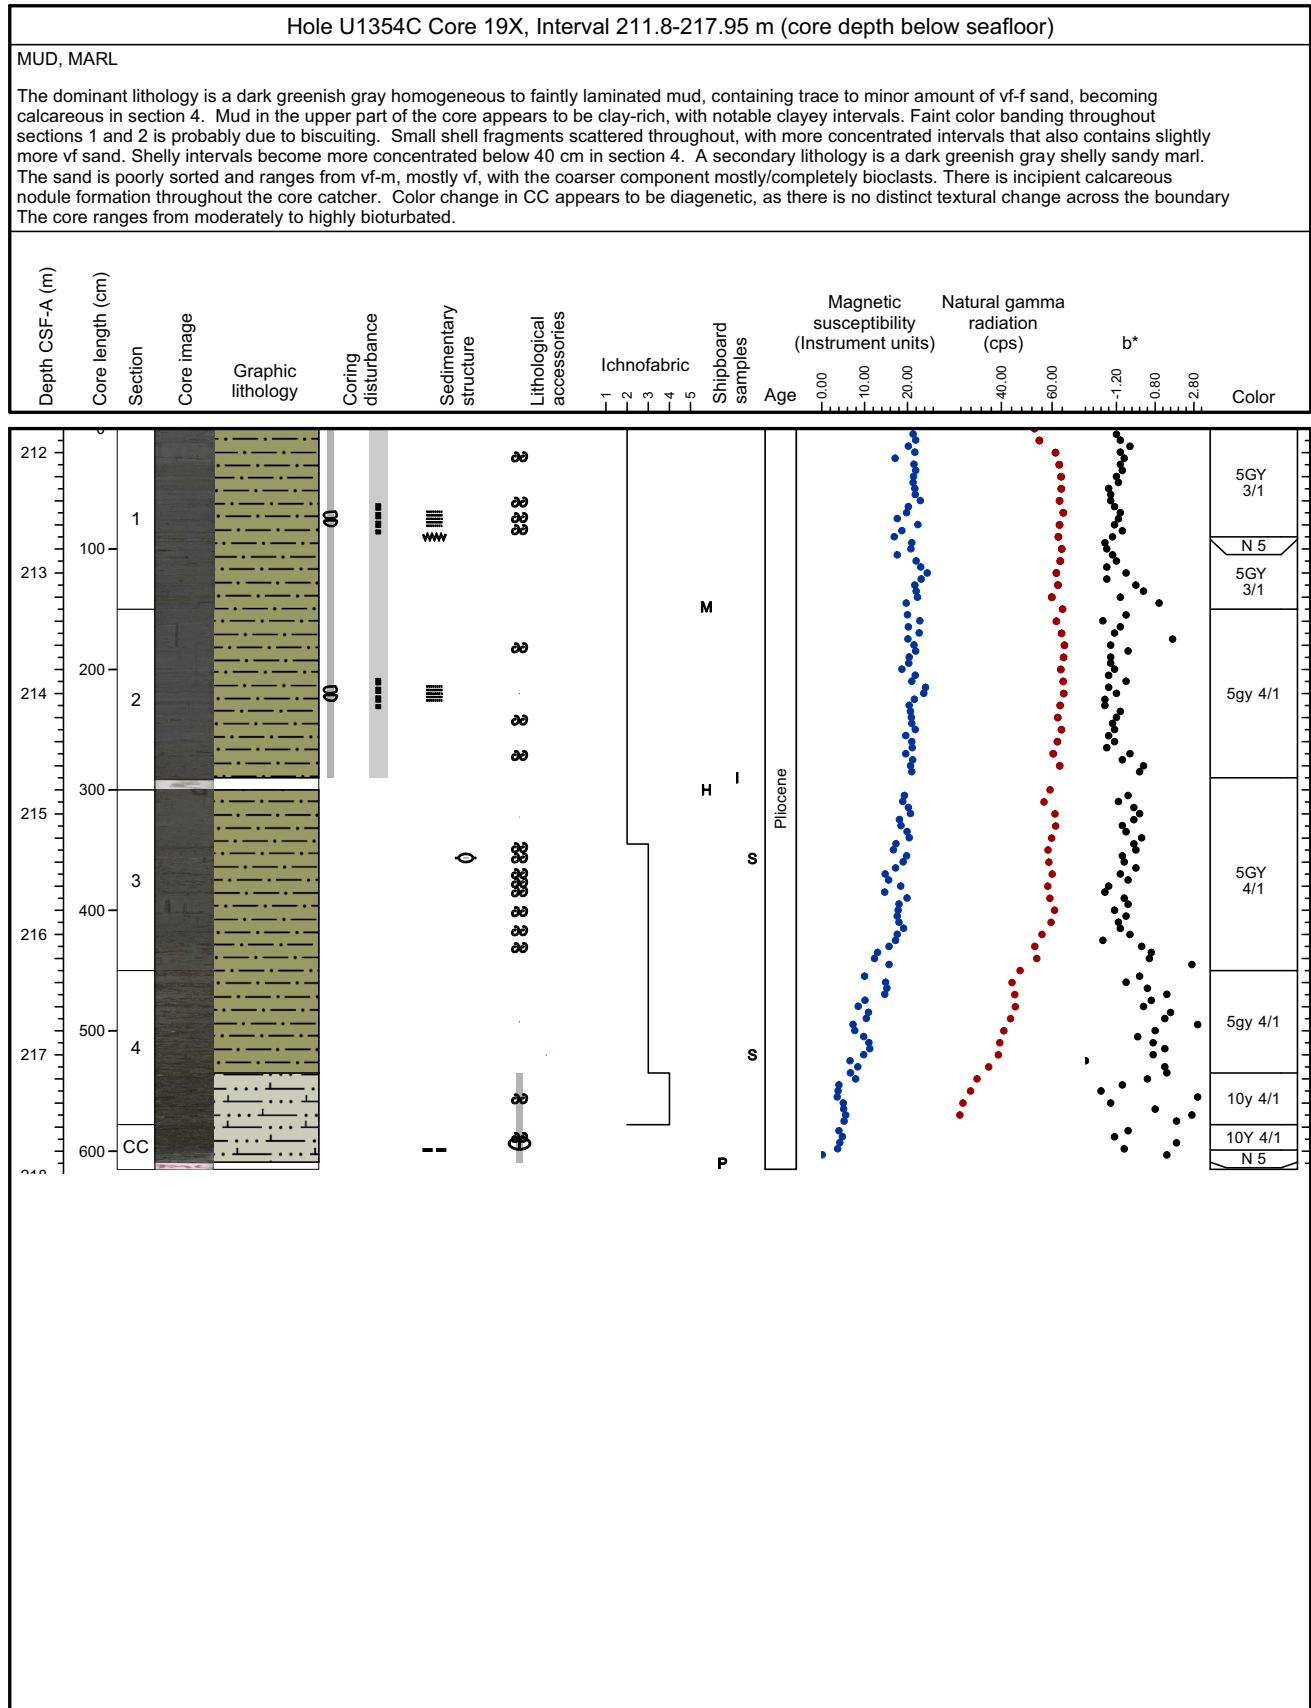 Hole U1354C Core 19X, Interval 211.8-217.95 m (core depth below seafloor)
MUD, MARL
The dominant lithology is a dark greenish gray homogeneous to faintly laminated mud, containing trace to minor amount of vf-f sand, becoming
calcareous in section 4. Mud in the upper part of the core appears to be clay-rich, with notable clayey intervals. Faint color banding throughout
sections 1 and 2 is probably due to biscuiting. Small shell fragments scattered throughout, with more concentrated intervals that also contains slightly
more vf sand. Shelly intervals become more concentrated below 40 cm in section 4. A secondary lithology is a dark greenish gray shelly sandy marl.
The sand is poorly sorted and ranges from vf-m, mostly vf, with the coarser component mostly/completely bioclasts. There is incipient calcareous
nodule formation throughout the core catcher. Color change in CC appears to be diagenetic, as there is no distinct textural change across the boundary
The core ranges from moderately to highly bioturbated.
Depth CSF-A (m)
Core length (cm)
Section
Core image
Graphic
lithology
Coring
disturbance
Sedimentary
structure
Lithological
accessories
Ichnofabric
1 2 3 4 5
Shipboard
samples
Age
Magnetic
susceptibility
(Instrument units)
0.00 10.00 20.00
Natural gamma
radiation
(cps)
40.00 60.00
b*
-1.20 0.80 2.80
Color
0
212
5GY
3/1
1
100
N 5
213
5GY
3/1
M
200
214
2
5gy 4/1
I
300
H
215
Pliocene
S
3
5GY
4/1
400
216
500
5gy 4/1
217
4
S
10y 4/1
CC
10Y 4/1
600
N 5
P
218